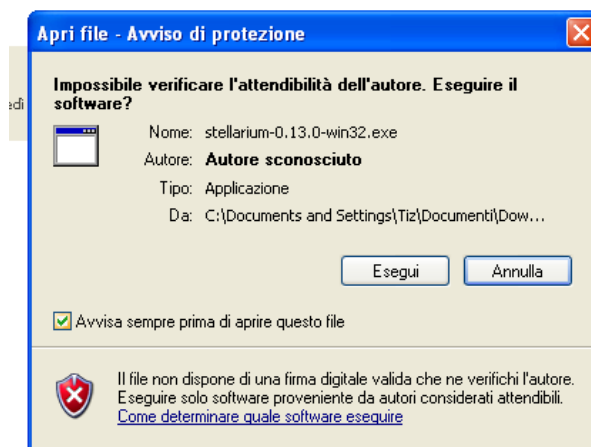 Apri file - Avviso di protezione
Impossibile verificare l'attendibilità dell'autore. Eseguire il
software?
Nome: stellarium-0.13.0-win32.exe
Autore: Autore sconosciuto
Tipo: Applicazione
Da: C:\Documents and Settings\Tiz\Documenti\Dow...
Esegui Annulla
Avvisa sempre prima di aprire questo file
Il file non dispone di una firma digitale valida che ne verifichi l'autore.
Eseguire solo software proveniente da autori considerati attendibili.
Come determinare quale software eseguire